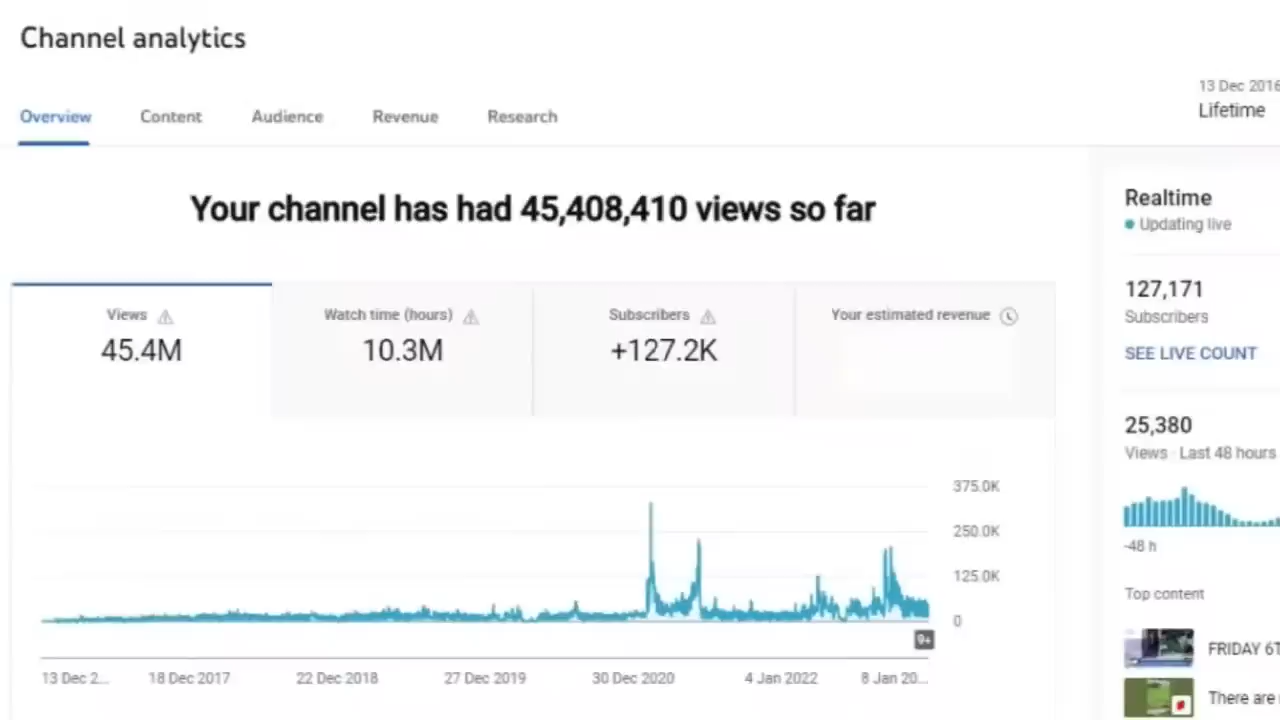 Channel analytics
13 Dec 2016
Lifetime
Overview Content Audience Revenue Research
Your channel has had 45,408,410 views so far
Realtime
Updating live
127,171
Subscribers
SEE LIVE COUNT
Views
45.4M
Watch time (hours)
10.3M
Subscribers
+127.2K
Your estimated revenue
25,380
Views · Last 48 hours
-48 h
375.0K
250.0K
125.0K
0
9+
13 Dec 2... 18 Dec 2017 22 Dec 2018 27 Dec 2019 30 Dec 2020 4 Jan 2022 8 Jan 20...
Top content
FRIDAY 6T
There are